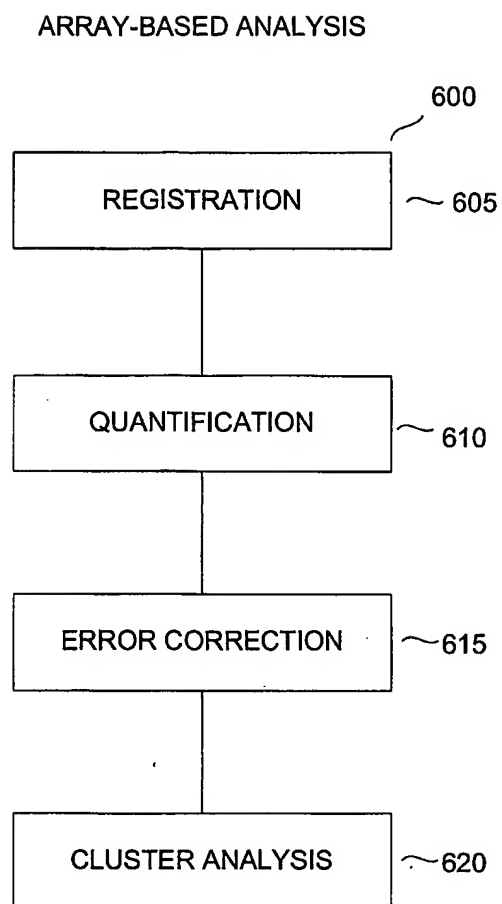 ARRAY-BASED ANALYSIS
600
REGISTRATION
605
QUANTIFICATION
610
ERROR CORRECTION
615
CLUSTER ANALYSIS
620